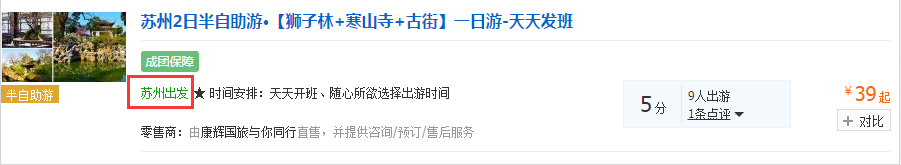 苏州2日半自助游•【狮子林+寒山寺+古街】一日游-天天发班
成团保障
半自助游
苏州出发 ★ 时间安排：天天开班、随心所欲选择出游时间
5分
9人出游
1条点评
¥39起
+ 对比
零售商：由康辉国旅与你同行直售，并提供咨询/预订/售后服务